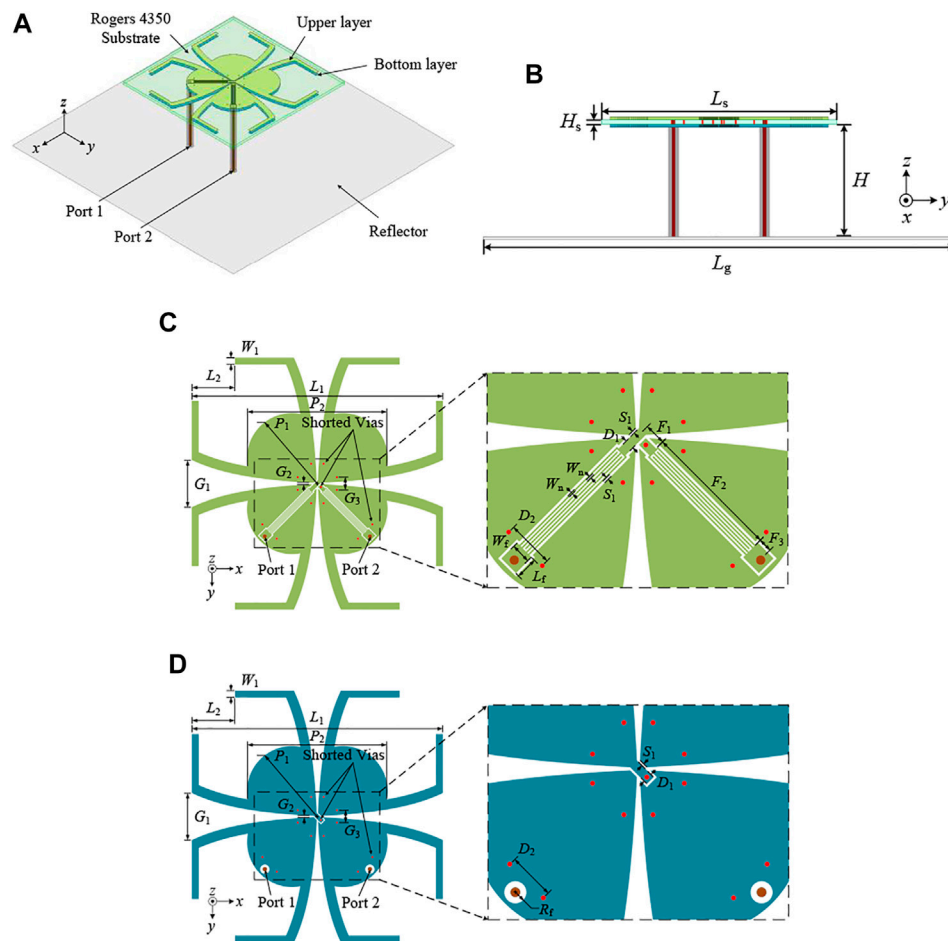 A
Rogers 4350
Substrate
Upper layer
Bottom layer
z
x
y
Port 1
Port 2
Reflector
B
Ls
Hs
H
z
x
y
Lg
C
W1
L2
L1
P2
P1
Shorted Vias
G1
G2
G3
Port 1
Port 2
z
x
y
S1
F1
D1
Wn
Wn
S1
F2
D2
Wf
Lf
F3
D
W1
L2
L1
P2
P1
Shorted Vias
G1
G2
G3
Port 1
Port 2
z
x
y
S1
D1
D2
Rf